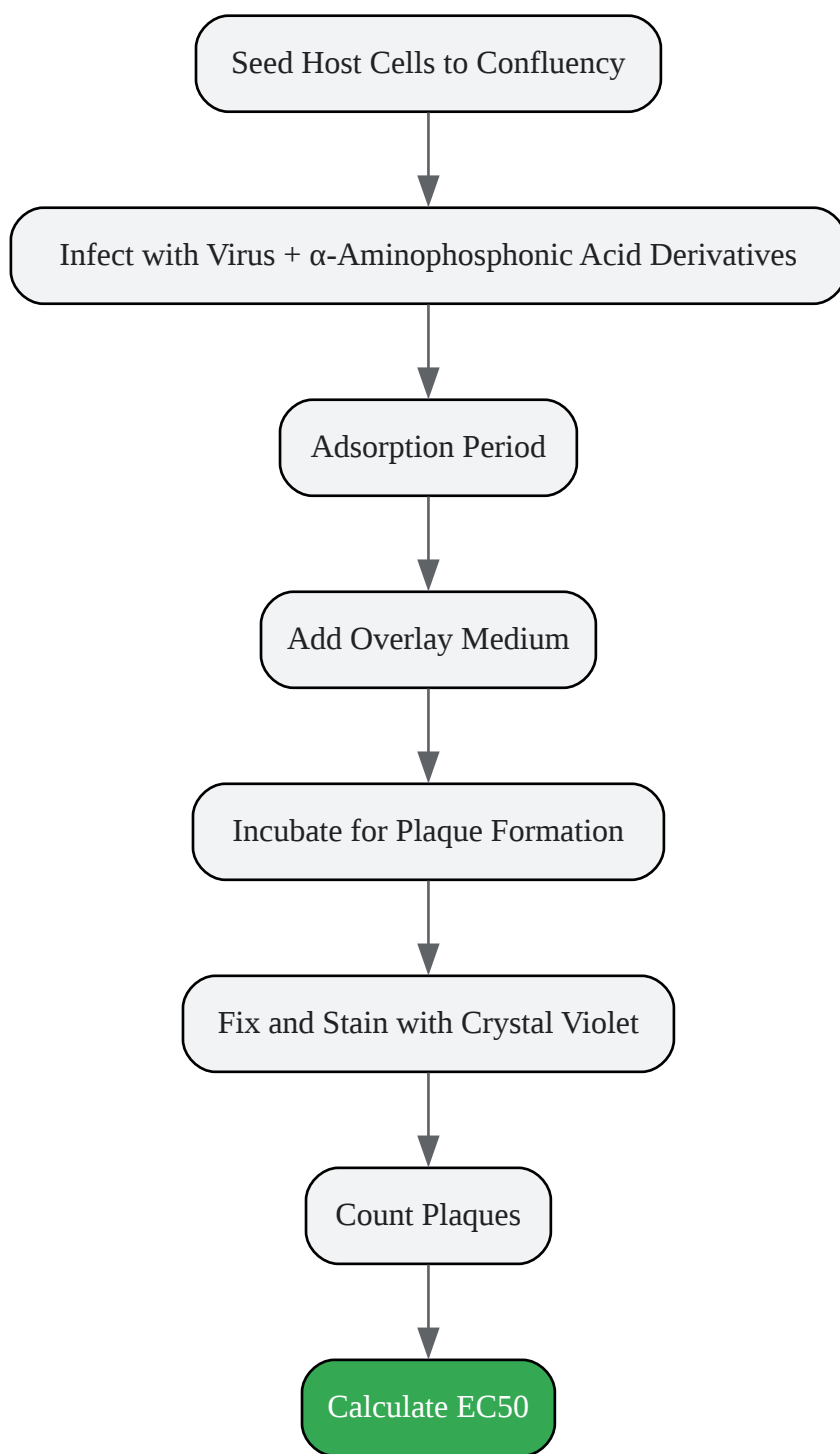 Seed Host Cells to Confluency
Infect with Virus + α-Aminophosphonic Acid Derivatives
Adsorption Period
Add Overlay Medium
Incubate for Plaque Formation
Fix and Stain with Crystal Violet
Count Plaques
Calculate EC50